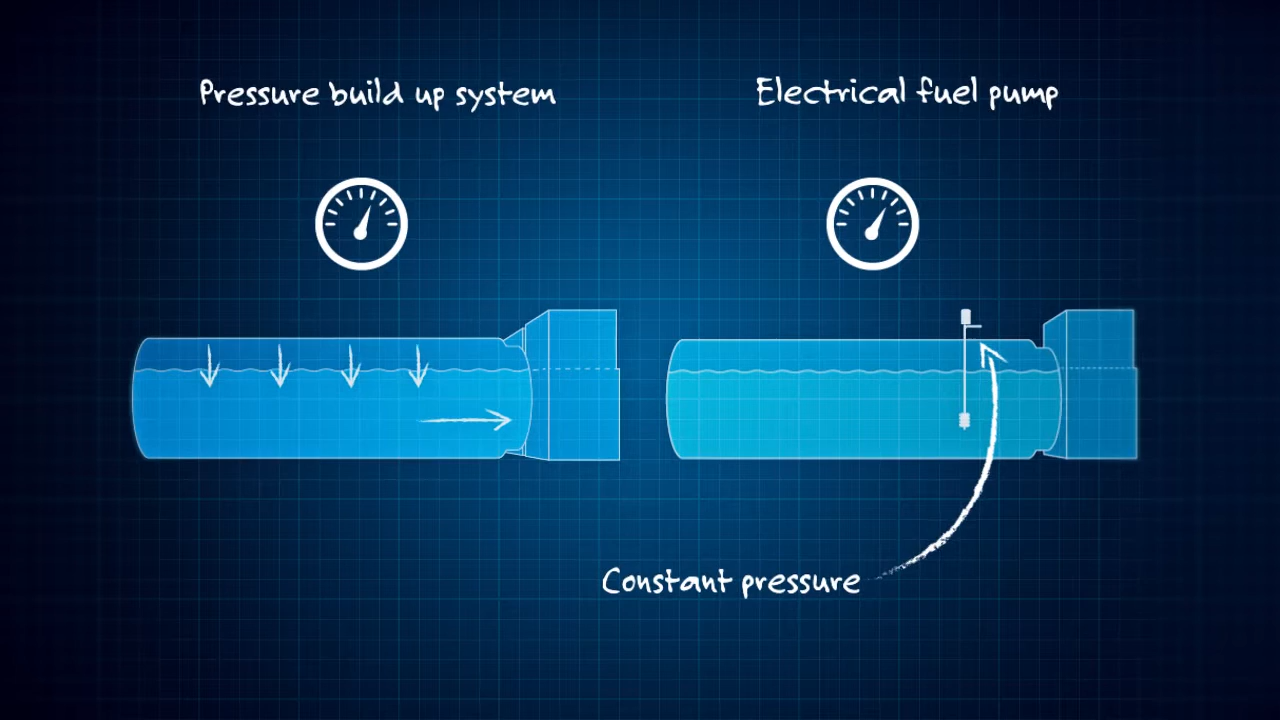 Pressure build up system
Electrical fuel pump
Constant pressure